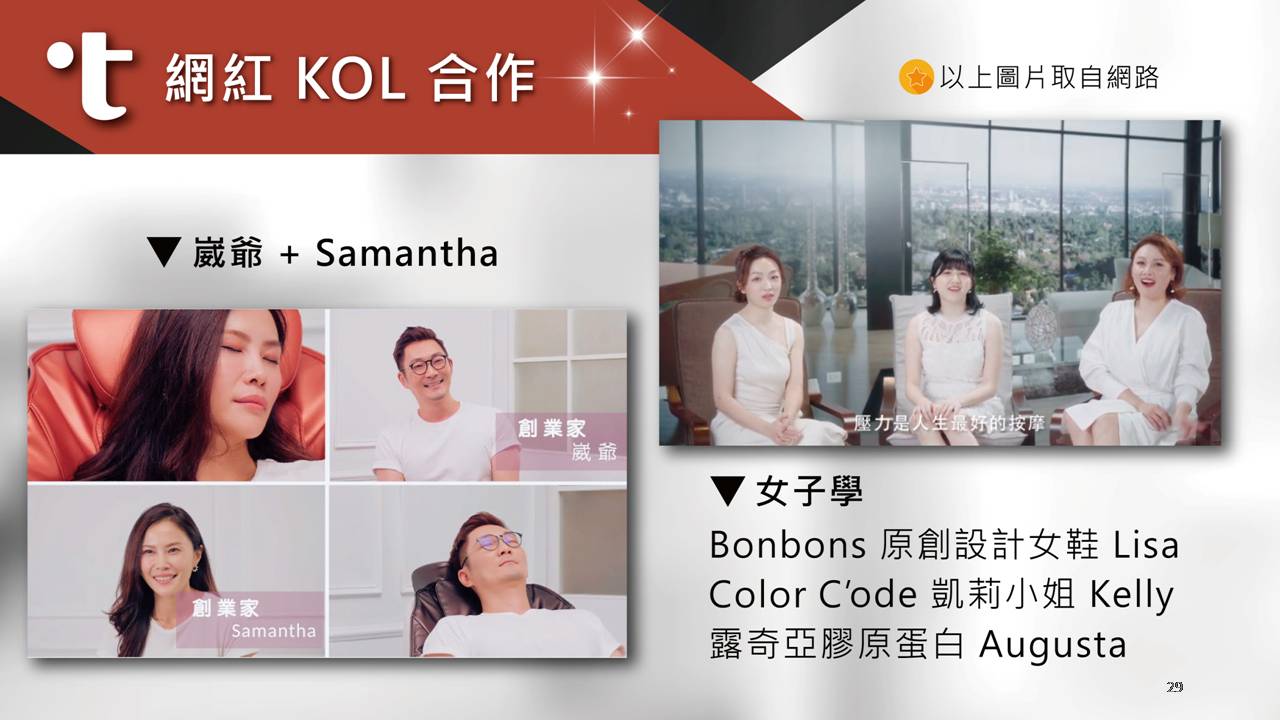 網紅 KOL 合作
以上圖片取自網路
▼ 崴爺 + Samantha
創業家
崴爺
創業家
Samantha
壓力是人生最好的按摩
▼ 女子學
Bonbons 原創設計女鞋 Lisa
Color C‘ode 凱莉小姐 Kelly
露奇亞膠原蛋白 Augusta
29